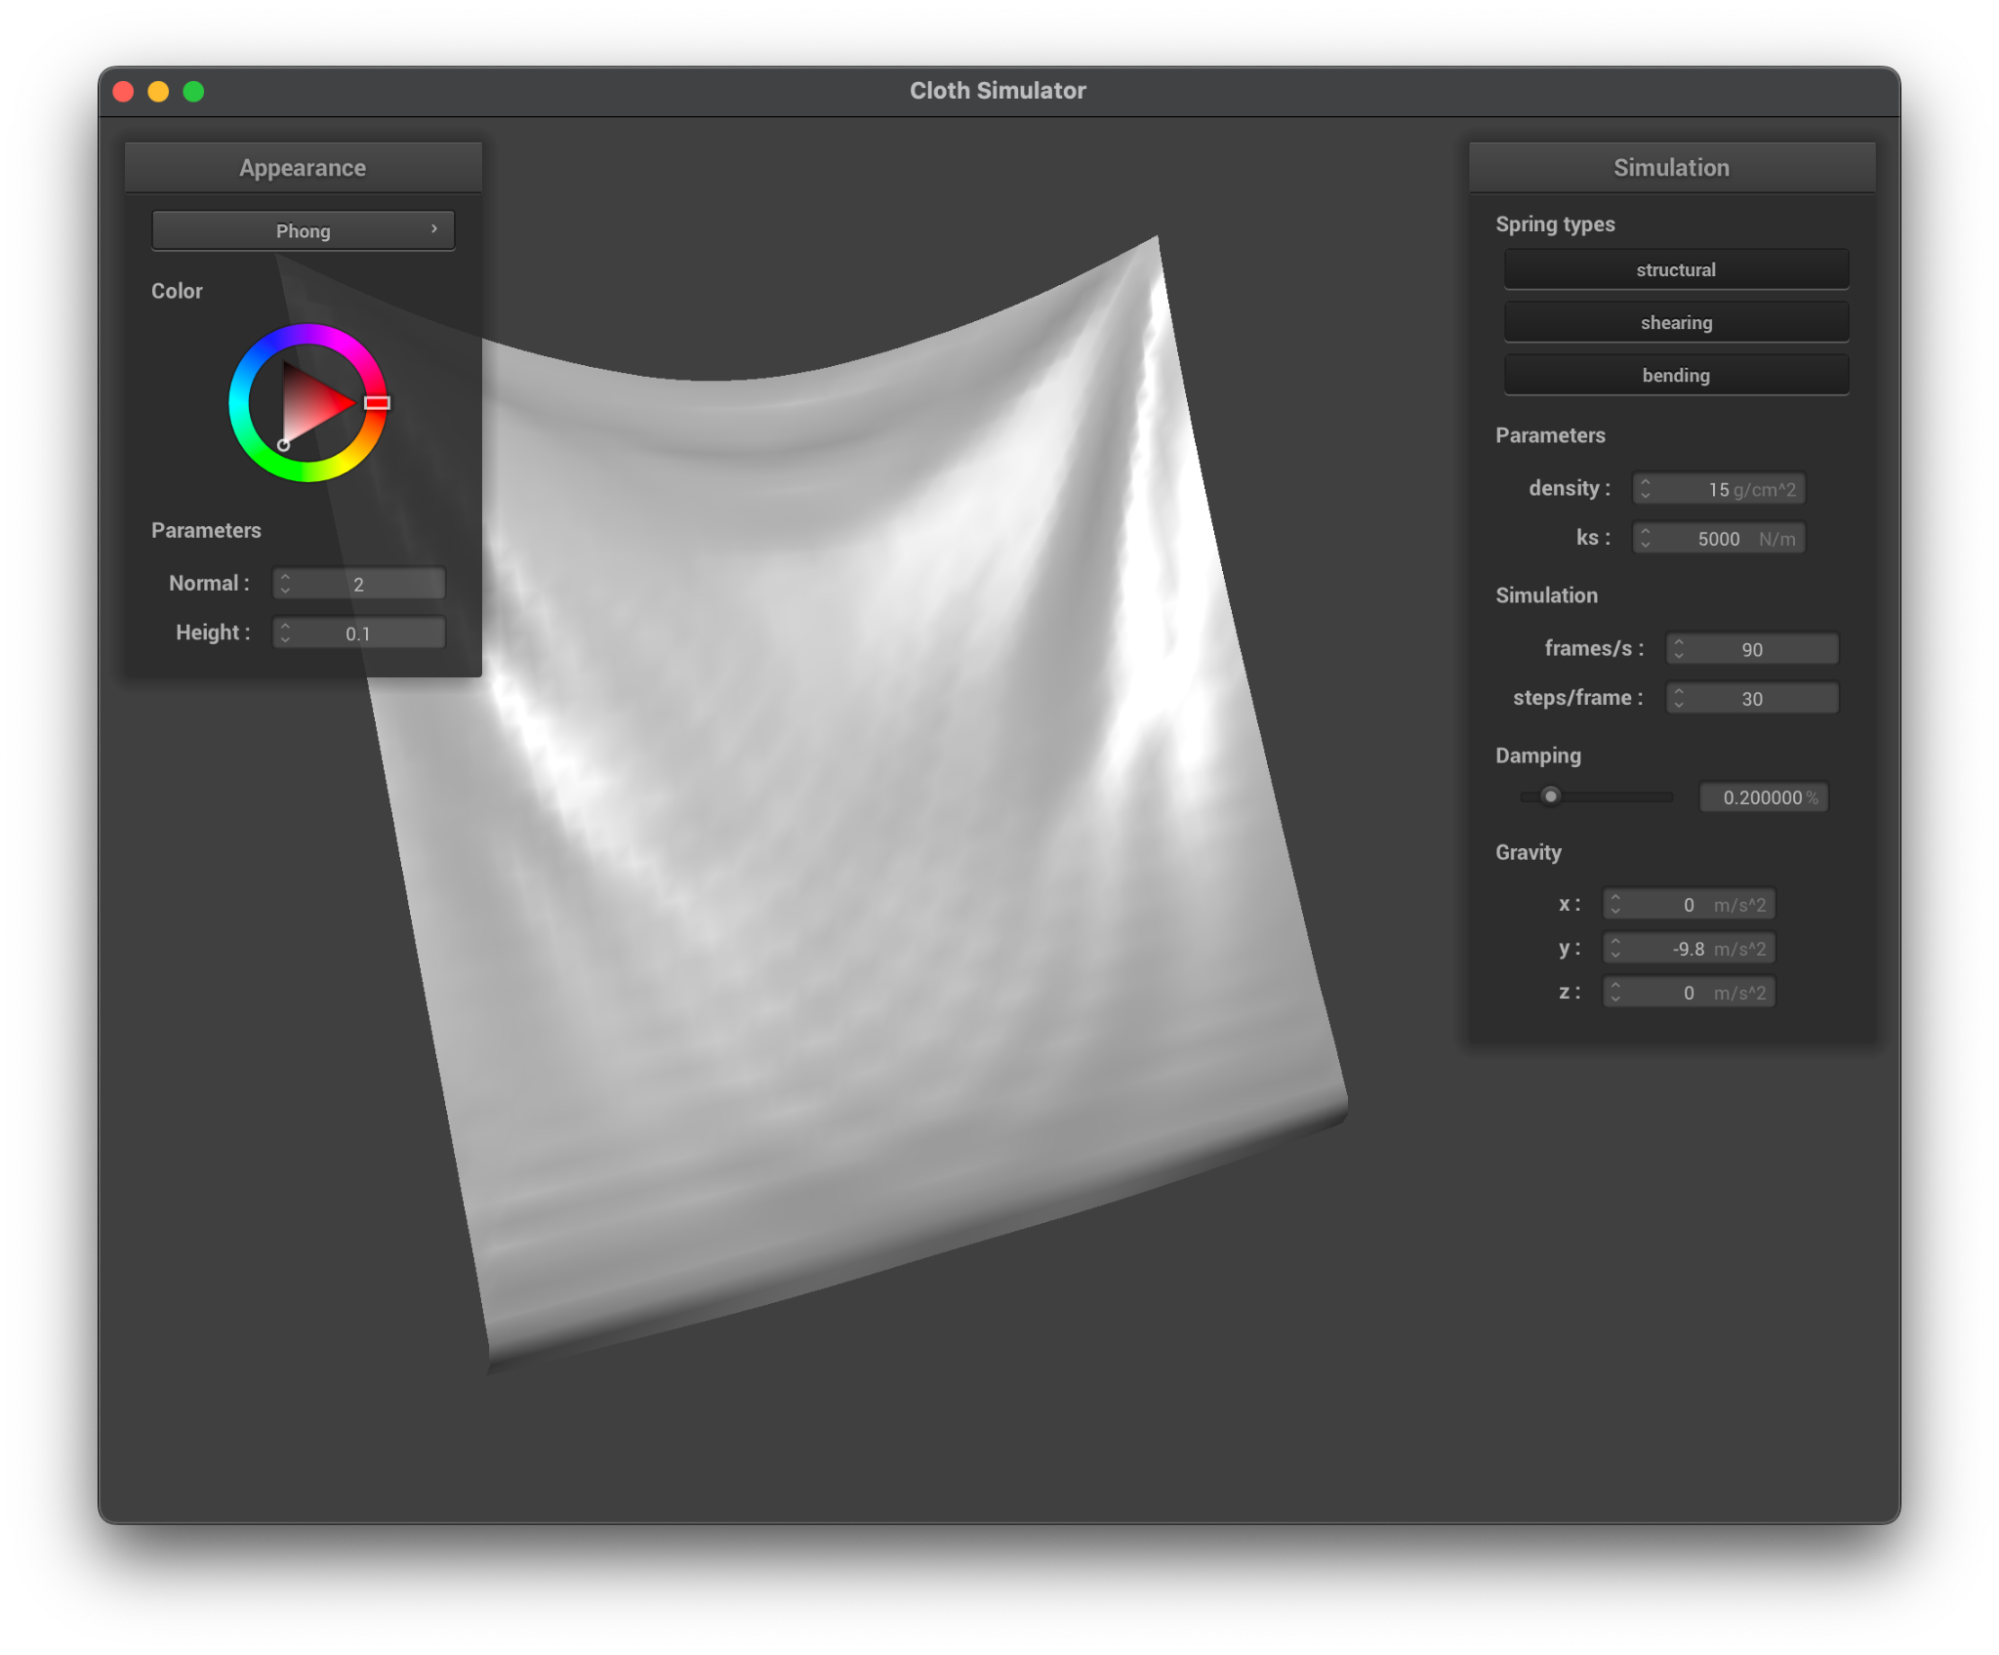 Cloth Simulator
Appearance
Phong
Color
Parameters
Normal : 2
Height : 0.1
Simulation
Spring types
structural
shearing
bending
Parameters
density : 15 g/cm^2
ks : 5000 N/m
Simulation
frames/s : 90
steps/frame : 30
Damping
0.200000 %
Gravity
x : 0 m/s^2
y : -9.8 m/s^2
z : 0 m/s^2